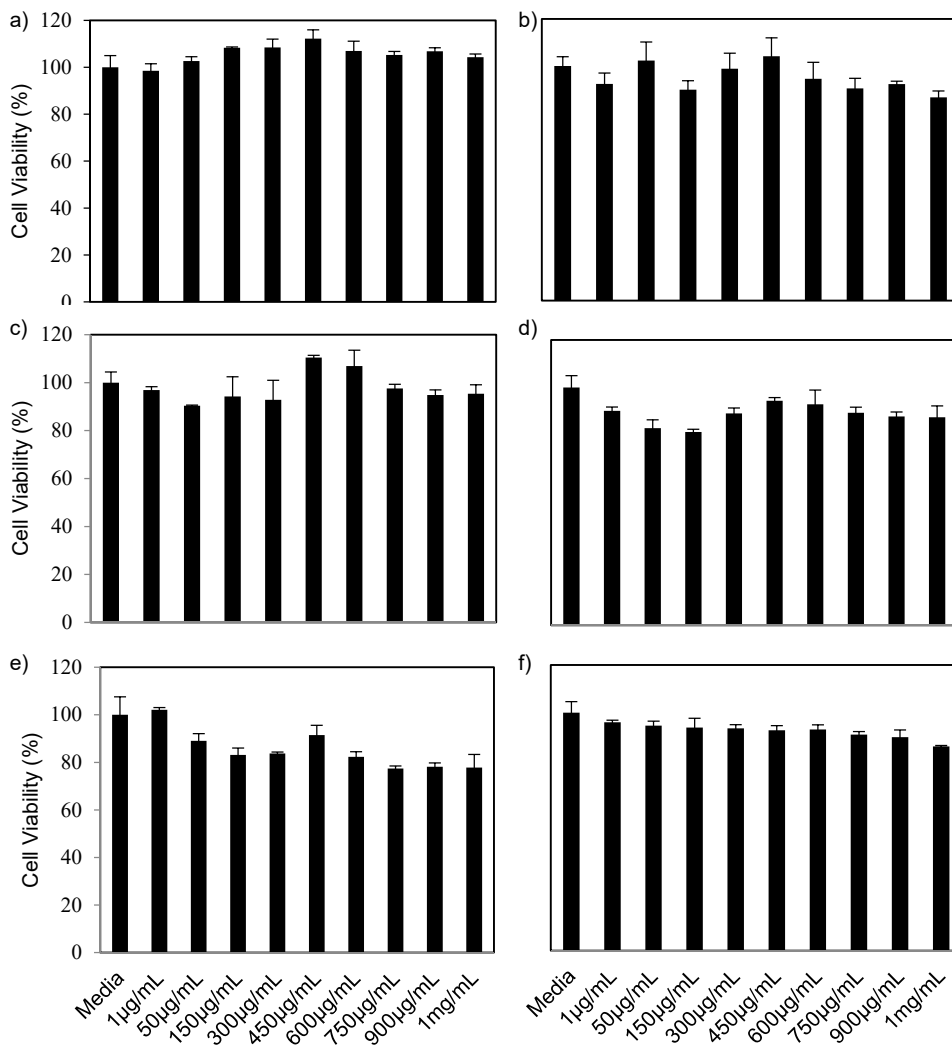 a)
b)
120
100
80
60
40
20
0
Cell Viability (%)
c)
d)
120
100
80
60
40
20
0
Cell Viability (%)
e)
f)
120
100
80
60
40
20
0
Cell Viability (%)
Media
1µg/mL
50µg/mL
150µg/mL
300µg/mL
450µg/mL
600µg/mL
750µg/mL
900µg/mL
1mg/mL
Media
1µg/mL
50µg/mL
150µg/mL
300µg/mL
450µg/mL
600µg/mL
750µg/mL
900µg/mL
1mg/mL